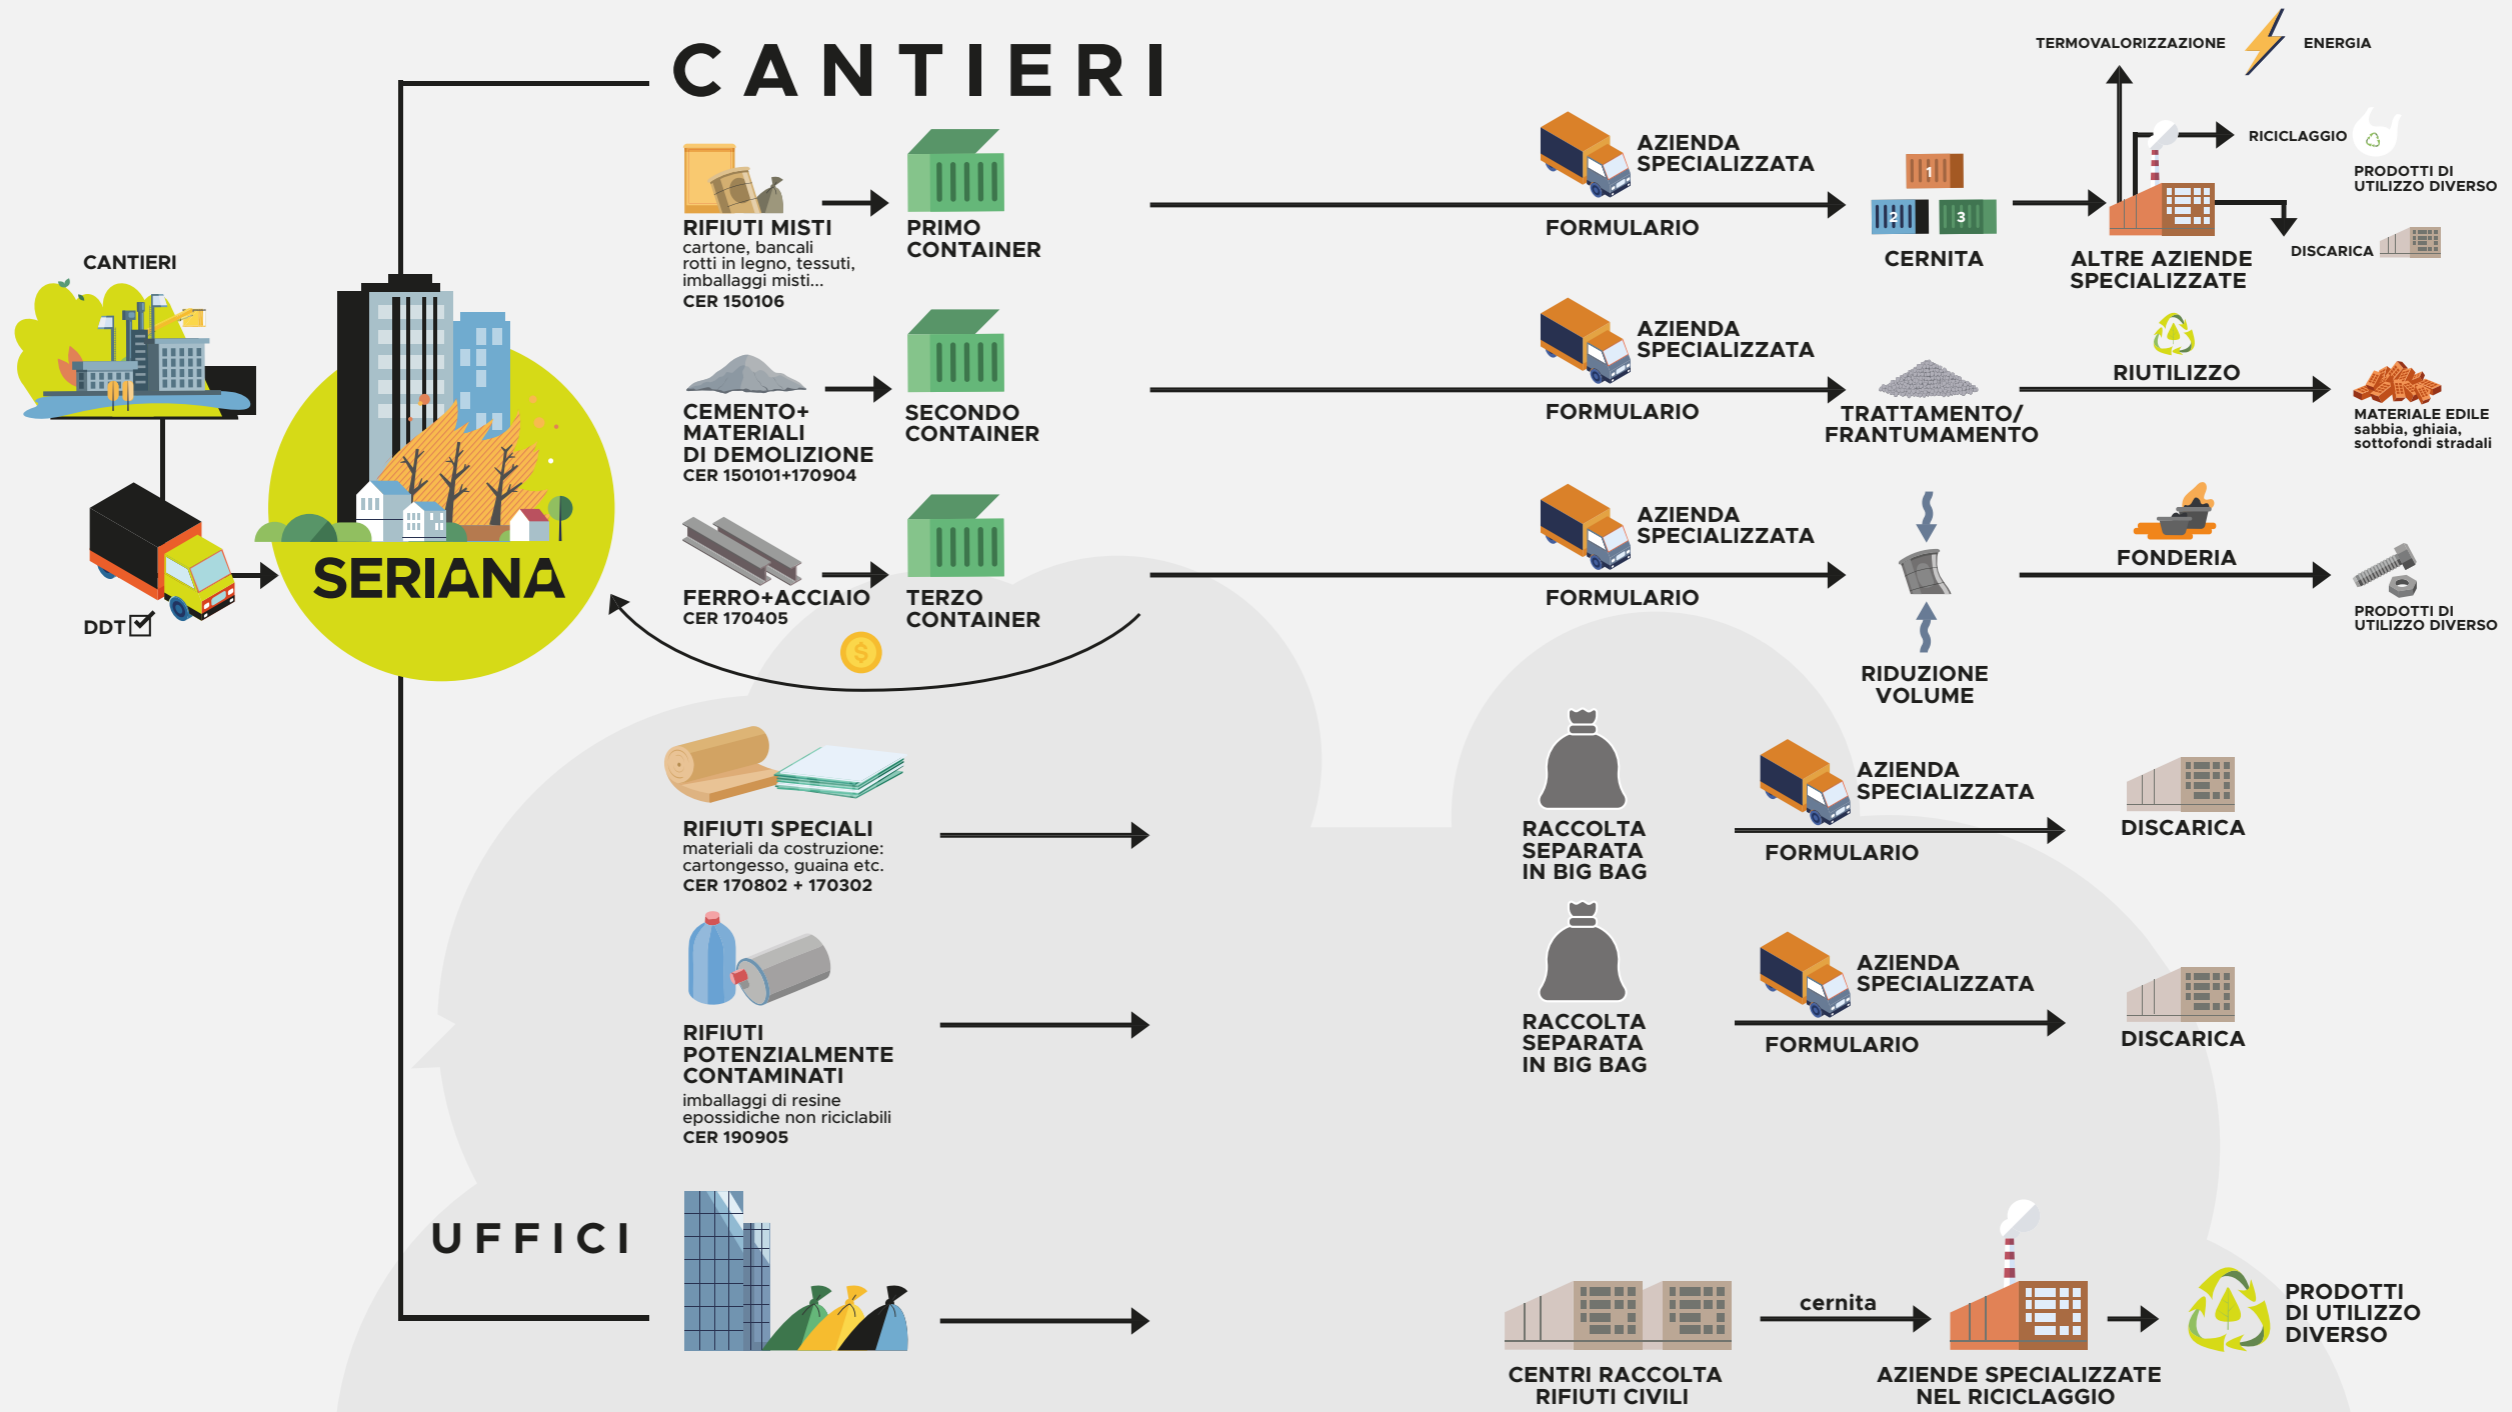 CANTIERI
TERMOVALORIZZAZIONE
ENERGIA
RICICLAGGIO
PRODOTTI DI
UTILIZZO DIVERSO
DISCARICA
CANTIERI
DDT
SERIANA
RIFIUTI MISTI
cartone, bancali
rotti in legno, tessuti,
imballaggi misti...
CER 150106
PRIMO
CONTAINER
AZIENDA
SPECIALIZZATA
FORMULARIO
1
2
3
CERNITA
ALTRE AZIENDE
SPECIALIZZATE
CEMENTO+
MATERIALI
DI DEMOLIZIONE
CER 150101+170904
SECONDO
CONTAINER
AZIENDA
SPECIALIZZATA
FORMULARIO
TRATTAMENTO/
FRANTUMAMENTO
RIUTILIZZO
MATERIALE EDILE
sabbia, ghiaia,
sottofondi stradali
FERRO+ACCIAIO
CER 170405
TERZO
CONTAINER
$
AZIENDA
SPECIALIZZATA
FORMULARIO
RIDUZIONE
VOLUME
FONDERIA
PRODOTTI DI
UTILIZZO DIVERSO
RIFIUTI SPECIALI
materiali da costruzione:
cartongesso, guaina etc.
CER 170802 + 170302
RACCOLTA
SEPARATA
IN BIG BAG
AZIENDA
SPECIALIZZATA
FORMULARIO
DISCARICA
RIFIUTI
POTENZIALMENTE
CONTAMINATI
imballaggi di resine
epossidiche non riciclabili
CER 190905
RACCOLTA
SEPARATA
IN BIG BAG
AZIENDA
SPECIALIZZATA
FORMULARIO
DISCARICA
UFFICI
CENTRI RACCOLTA
RIFIUTI CIVILI
cernita
AZIENDE SPECIALIZZATE
NEL RICICLAGGIO
PRODOTTI
DI UTILIZZO
DIVERSO